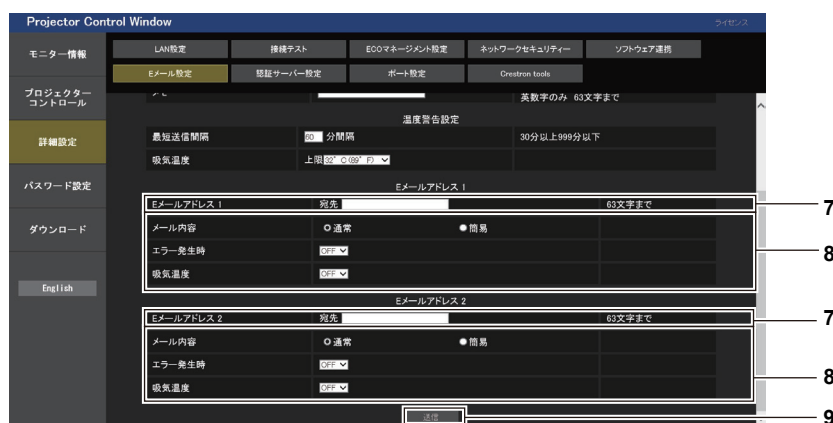 Projector Control Window ライセンス
モニター情報
LAN設定 接続テスト ECOマネージメント設定 ネットワークセキュリティー ソフトウェア連携
Eメール設定 認証サーバー設定 ポート設定 Crestron tools
プロジェクター
コントロール
メモ 英数字のみ 63文字まで
温度警告設定
詳細設定
最短送信間隔 60 分間隔 30分以上999分以下
吸気温度 上限 32°C(89°F)
パスワード設定
Eメールアドレス 1
Eメールアドレス 1 宛先 63文字まで 7
ダウンロード
メール内容 通常 簡易
エラー発生時 OFF 8
吸気温度 OFF
English
Eメールアドレス 2
Eメールアドレス 2 宛先 63文字まで 7
メール内容 通常 簡易
エラー発生時 OFF
吸気温度 OFF 8
送信 9